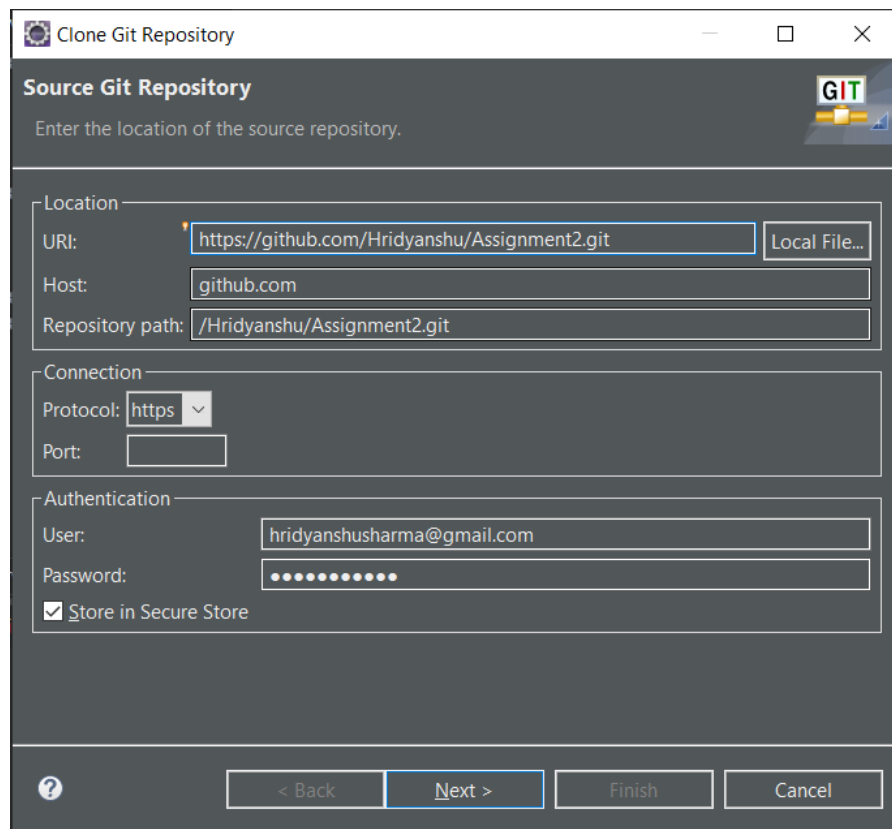 Clone Git Repository
Source Git Repository
GIT
Enter the location of the source repository.
Location
URI: https://github.com/Hridyanshu/Assignment2.git Local File...
Host: github.com
Repository path: /Hridyanshu/Assignment2.git
Connection
Protocol: https
Port:
Authentication
User: hridyanshusharma@gmail.com
Password: ●●●●●●●●●●●
Store in Secure Store
? < Back Next > Finish Cancel